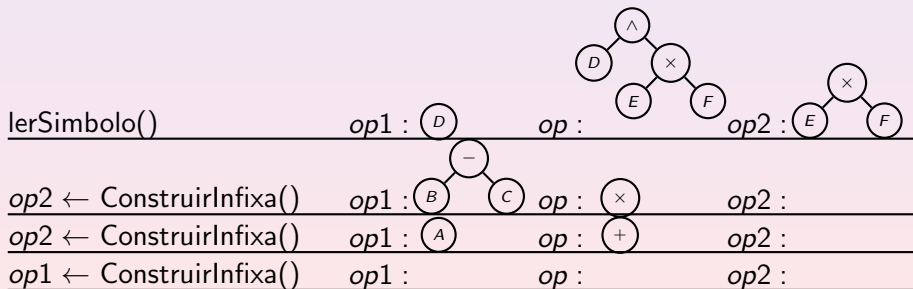 ∧
D ×
E F
×
lerSimbolo() op1 : D op : op2 : E F
−
op2 ← ConstruirInfixa() op1 : B C op : × op2 :
op2 ← ConstruirInfixa() op1 : A op : + op2 :
op1 ← ConstruirInfixa() op1 : op : op2 :